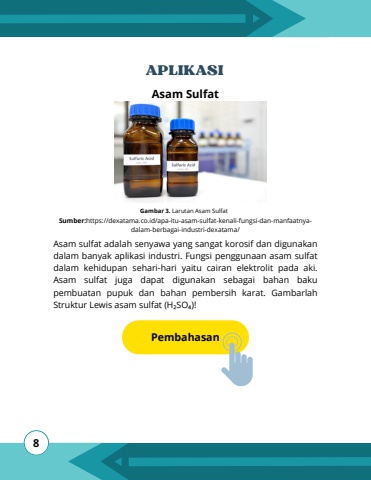 APLIKASI
Asam Sulfat
Sulfuric Acid
Sulfuric Acid
Gambar 3. Larutan Asam Sulfat
Sumber:https://dexatama.co.id/apa-itu-asam-sulfat-kenali-fungsi-dan-manfaatnya-
dalam-berbagai-industri-dexatama/
Asam sulfat adalah senyawa yang sangat korosif dan digunakan
dalam banyak aplikasi industri. Fungsi penggunaan asam sulfat
dalam kehidupan sehari-hari yaitu cairan elektrolit pada aki.
Asam sulfat juga dapat digunakan sebagai bahan baku
pembuatan pupuk dan bahan pembersih karat. Gambarlah
Struktur Lewis asam sulfat (H₂SO₄)!
Pembahasan
8